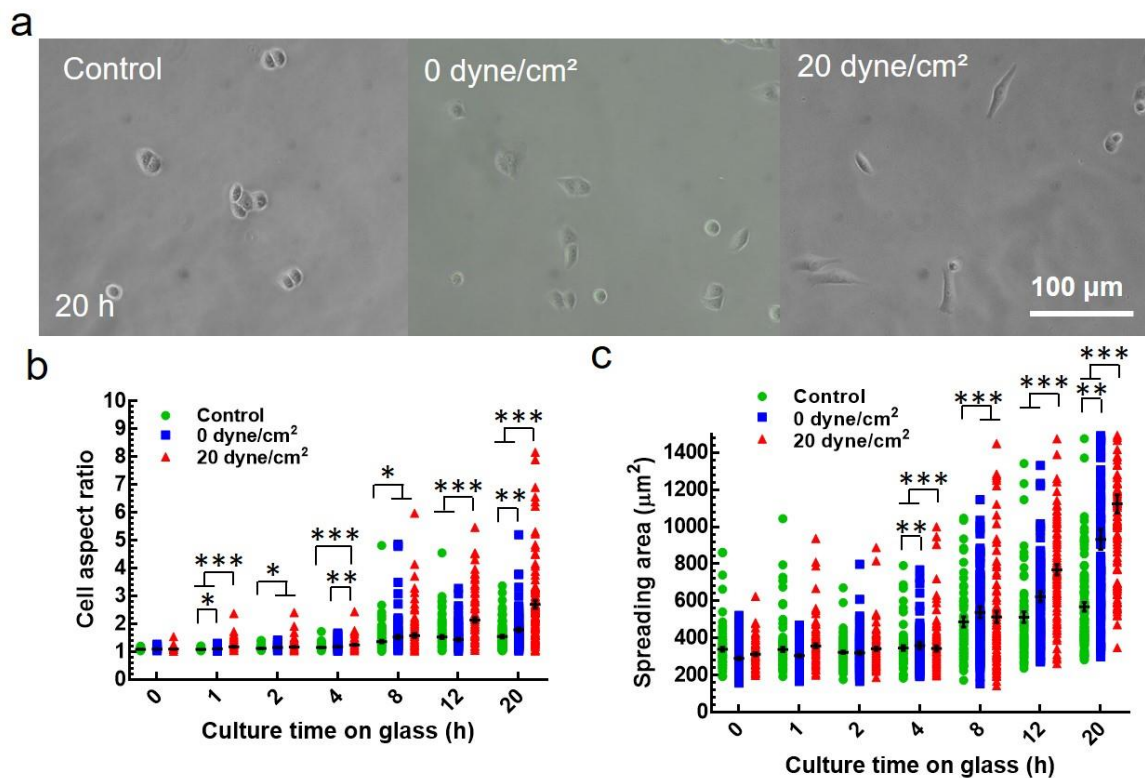 a
Control
0 dyne/cm²
20 dyne/cm²
20 h
100 µm
b
Control
0 dyne/cm²
20 dyne/cm²
Cell aspect ratio
10
9
8
7
6
5
4
3
2
1
0
*
***
*
*
**
***
*
***
**
***
0
1
2
4
8
12
20
Culture time on glass (h)
c
Control
0 dyne/cm²
20 dyne/cm²
Spreading area (µm²)
1400
1200
1000
800
600
400
200
0
**
***
***
***
**
***
0
1
2
4
8
12
20
Culture time on glass (h)